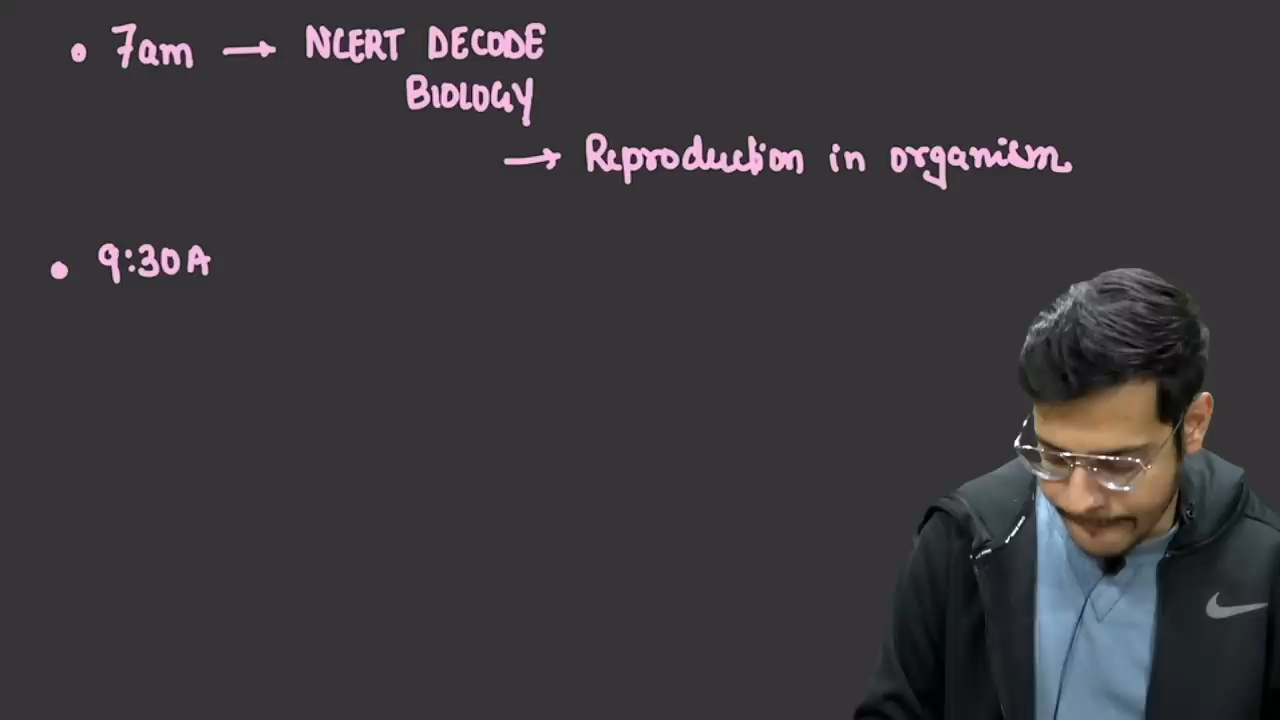 • 7am → NCERT DECODE
BIOLOGY
→ Reproduction in organism
• 9:30A